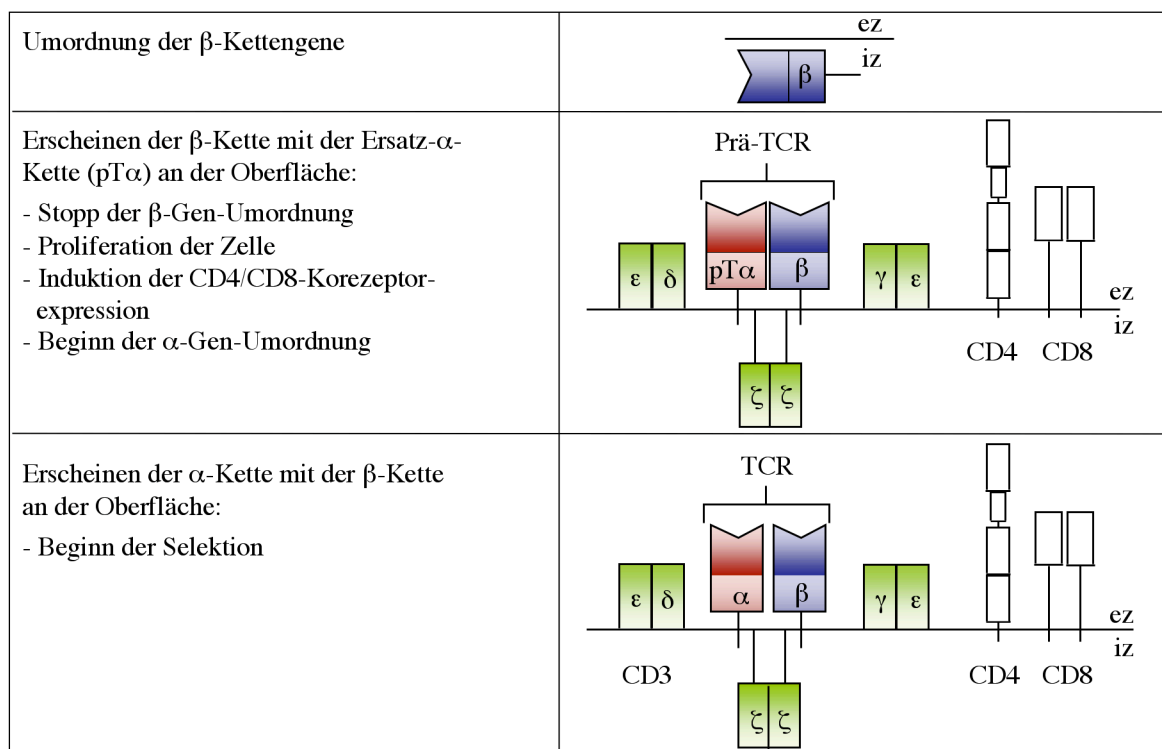 Umordnung der β-Kettengene
ez
iz
β
Erscheinen der β-Kette mit der Ersatz-α-
Kette (pTα) an der Oberfläche:
- Stopp der β-Gen-Umordnung
- Proliferation der Zelle
- Induktion der CD4/CD8-Korezeptor-
expression
- Beginn der α-Gen-Umordnung
Prä-TCR
ε δ pTα β γ ε
ez
iz
CD4 CD8
ζ ζ
Erscheinen der α-Kette mit der β-Kette
an der Oberfläche:
- Beginn der Selektion
TCR
ε δ α β γ ε
ez
iz
CD3 CD4 CD8
ζ ζ